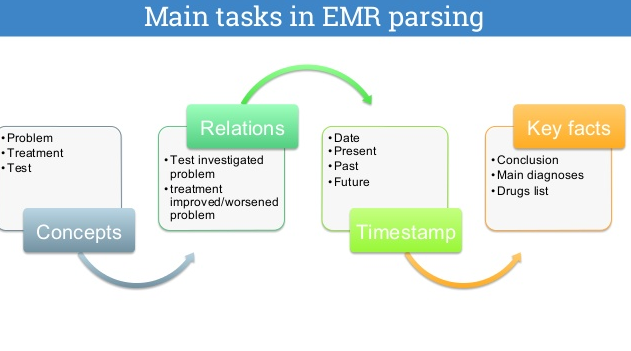 Main tasks in EMR parsing
• Problem
• Treatment
• Test
Concepts
Relations
• Test investigated
problem
• treatment
improved/worsened
problem
• Date
• Present
• Past
• Future
Timestamp
Key facts
• Conclusion
• Main diagnoses
• Drugs list